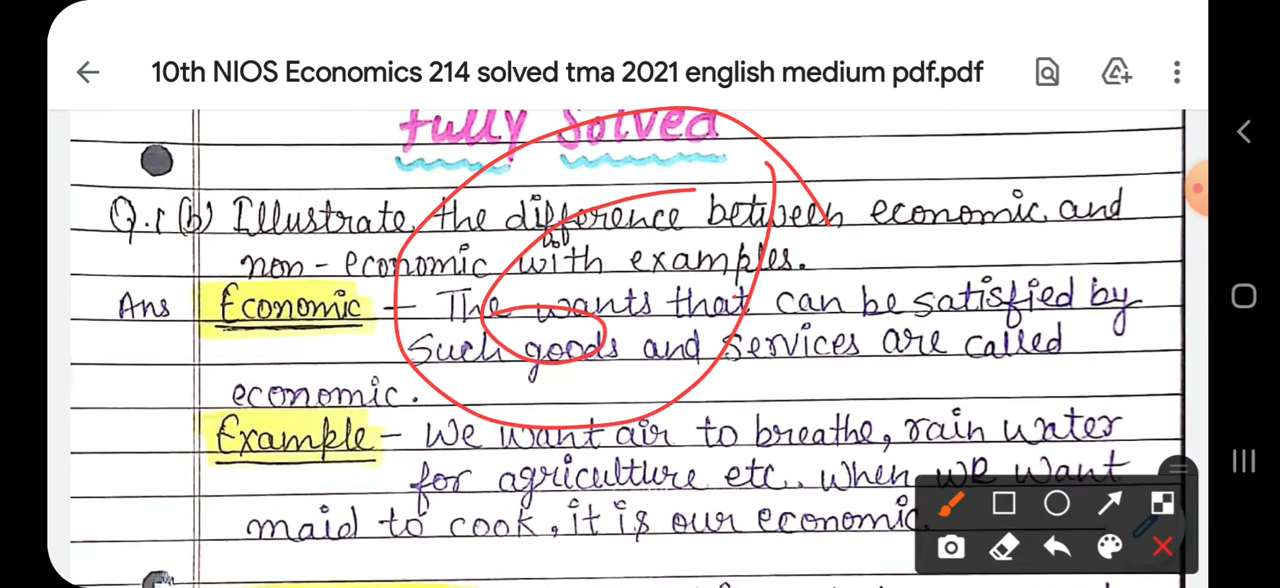 10th NIOS Economics 214 solved tma 2021 english medium pdf.pdf
Fully Solved
Q.1 (b) Illustrate the difference between economic and
non-economic with examples.
Ans Economic - The wants that can be satisfied by
such goods and services are called
economic.
Example - We want air to breathe, rain water
for agriculture etc. When we want
maid to cook, it is our economic.